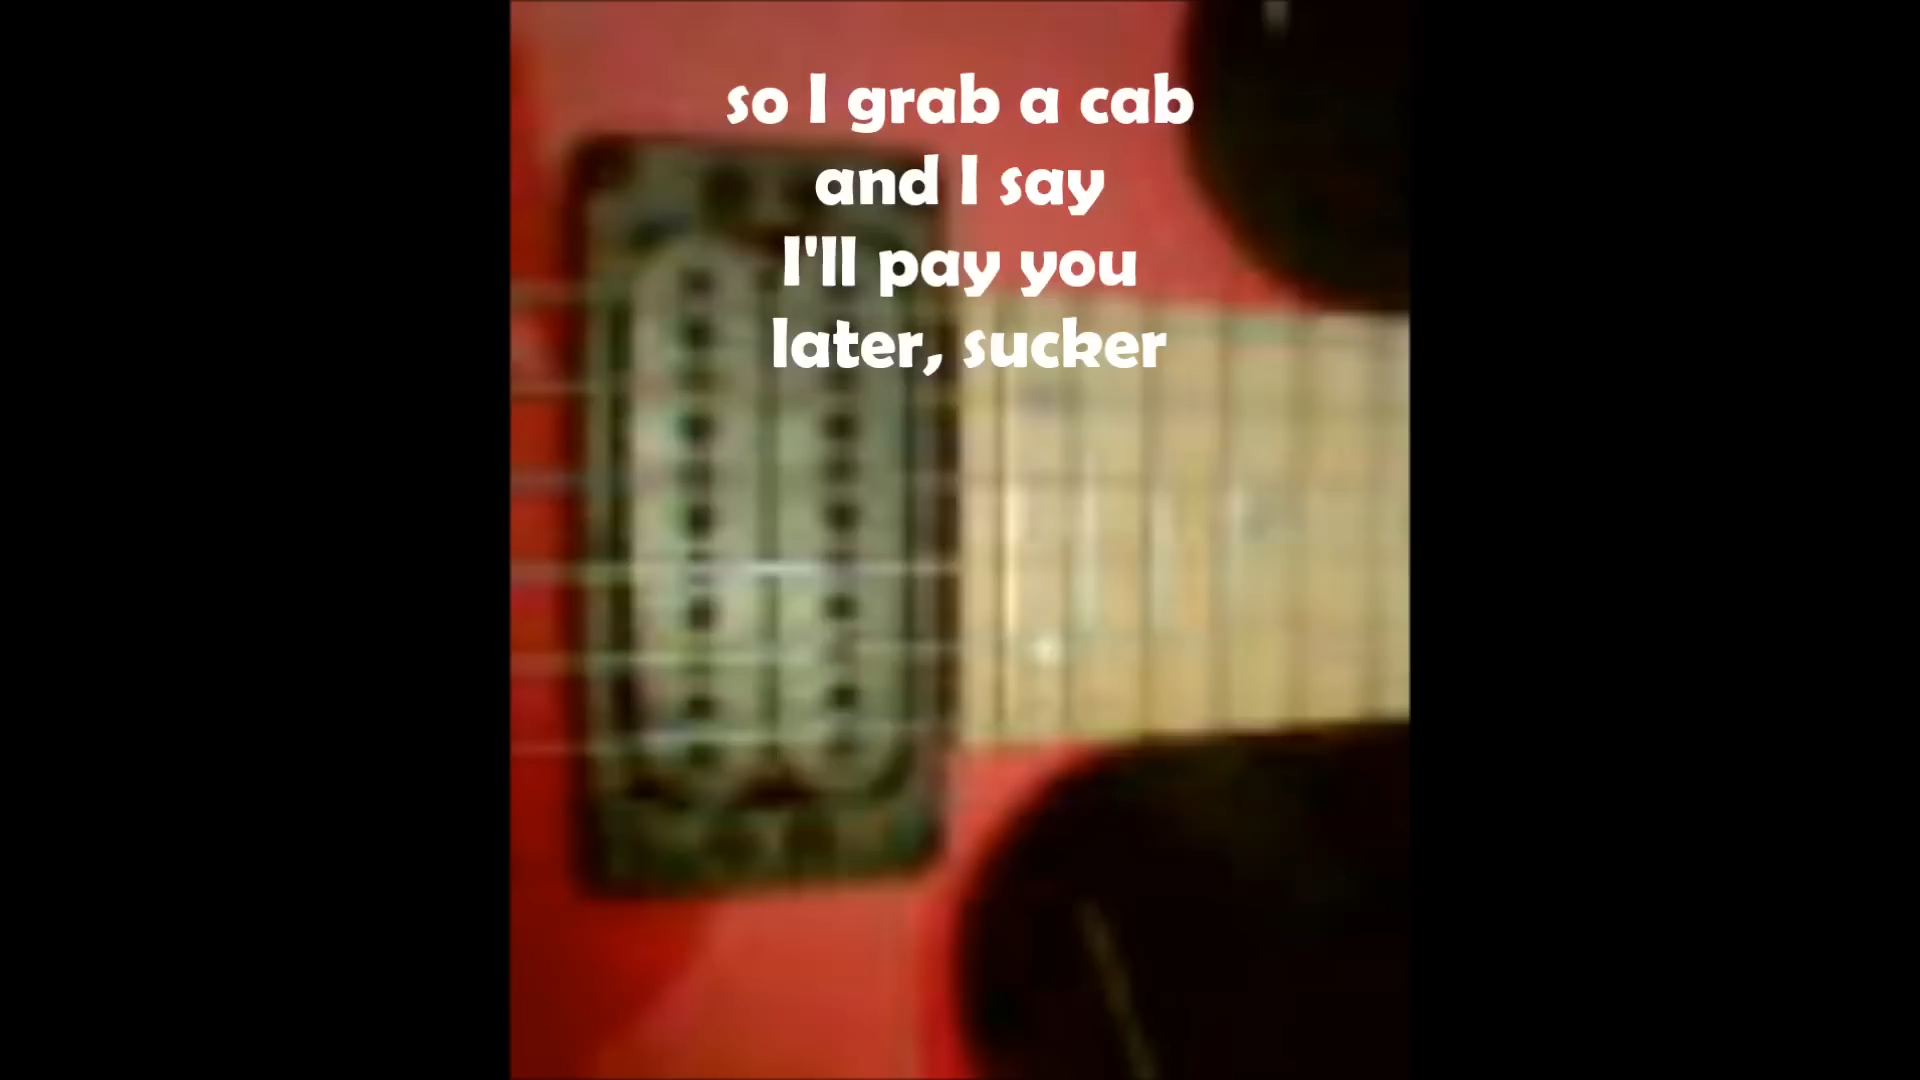 so I grab a cab
and I say
I'll pay you
later, sucker